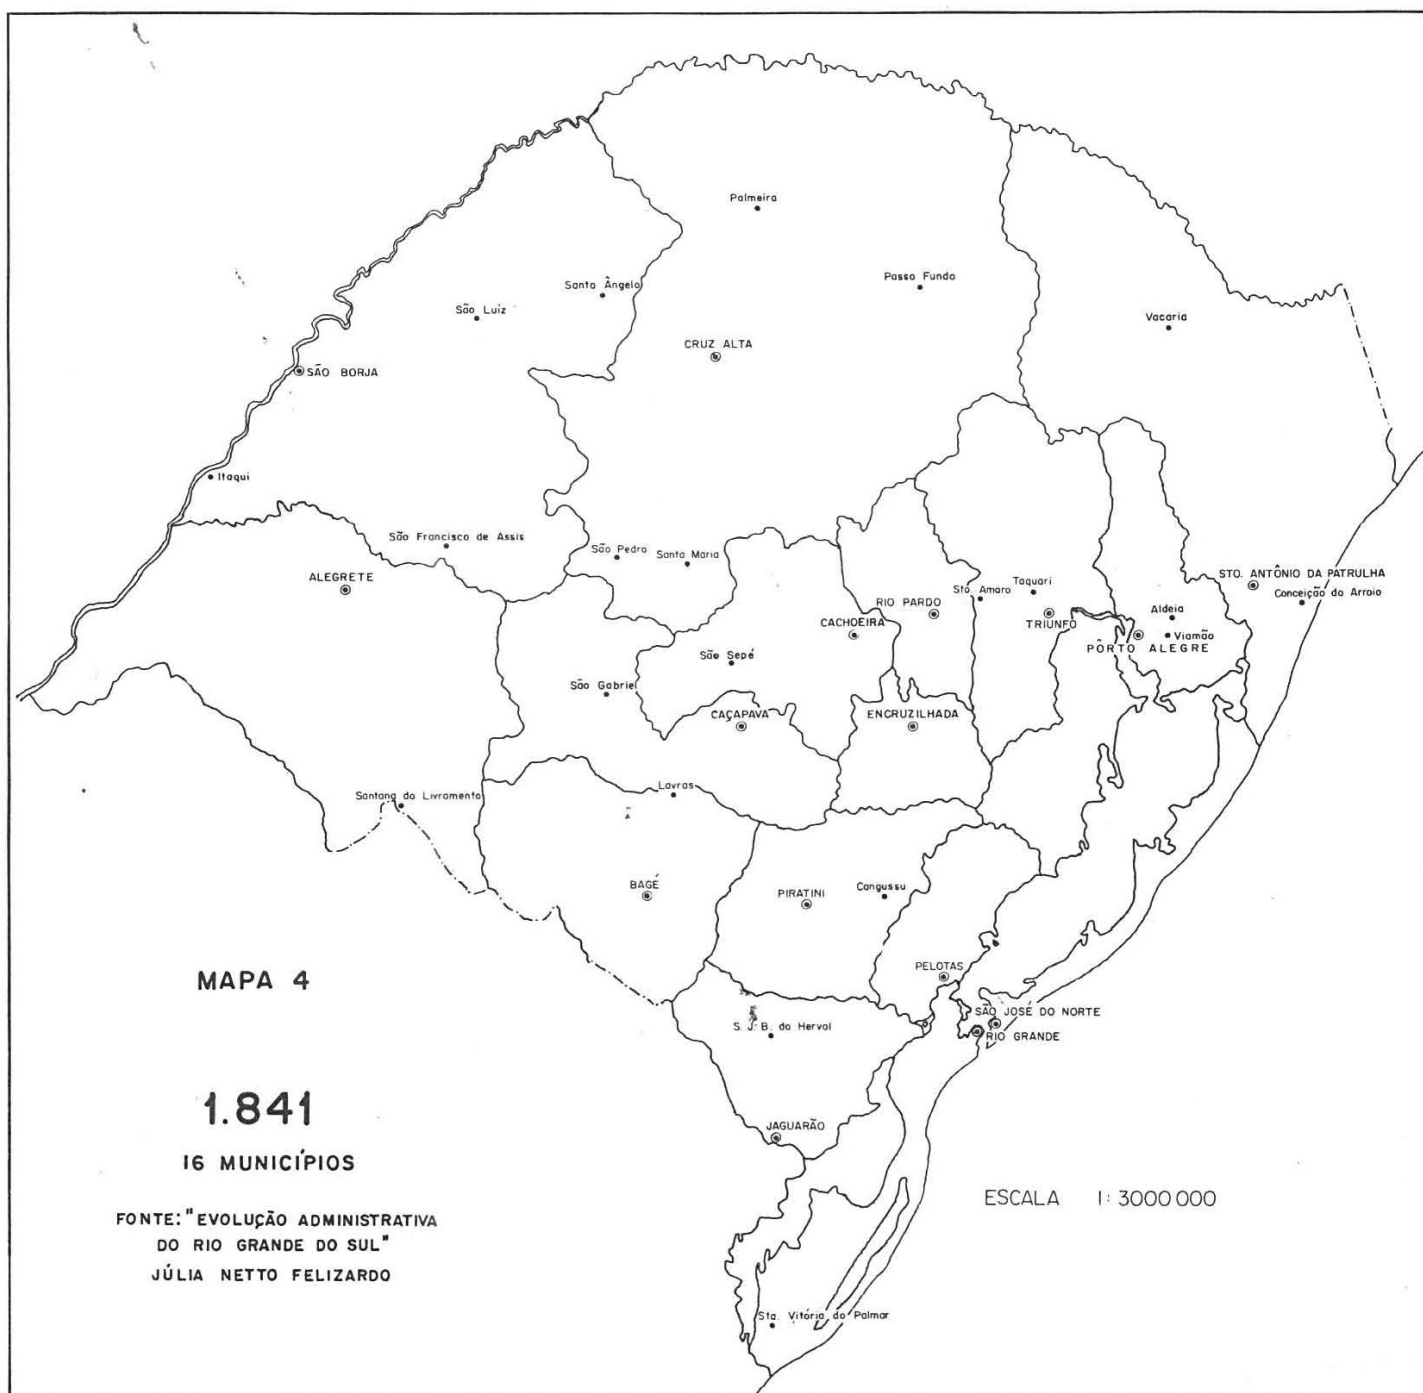 Palmeira
Passo Fundo
Santo Ângelo
São Luiz
Vacaria
CRUZ ALTA
SÃO BORJA
Itaqui
São Francisco de Assis
São Pedro
Santa Maria
ALEGRETE
STO. ANTÔNIO DA PATRULHA
Conceição do Arroio
Taquari
Sto. Amaro
RIO PARDO
Aldeia
TRIUNFO
CACHOEIRA
Viamão
PÔRTO ALEGRE
São Sepé
São Gabriel
CAÇAPAVA
ENCRUZILHADA
Lavras
Santana do Livramento
BAGÉ
PIRATINI
Cangussu
PELOTAS
MAPA 4
SÃO JOSÉ DO NORTE
S. J. B. do Herval
RIO GRANDE
1.841
JAGUARÃO
16 MUNICÍPIOS
ESCALA 1: 3000 000
FONTE: "EVOLUÇÃO ADMINISTRATIVA
DO RIO GRANDE DO SUL"
JÚLIA NETTO FELIZARDO
Sta. Vitória do Palmar